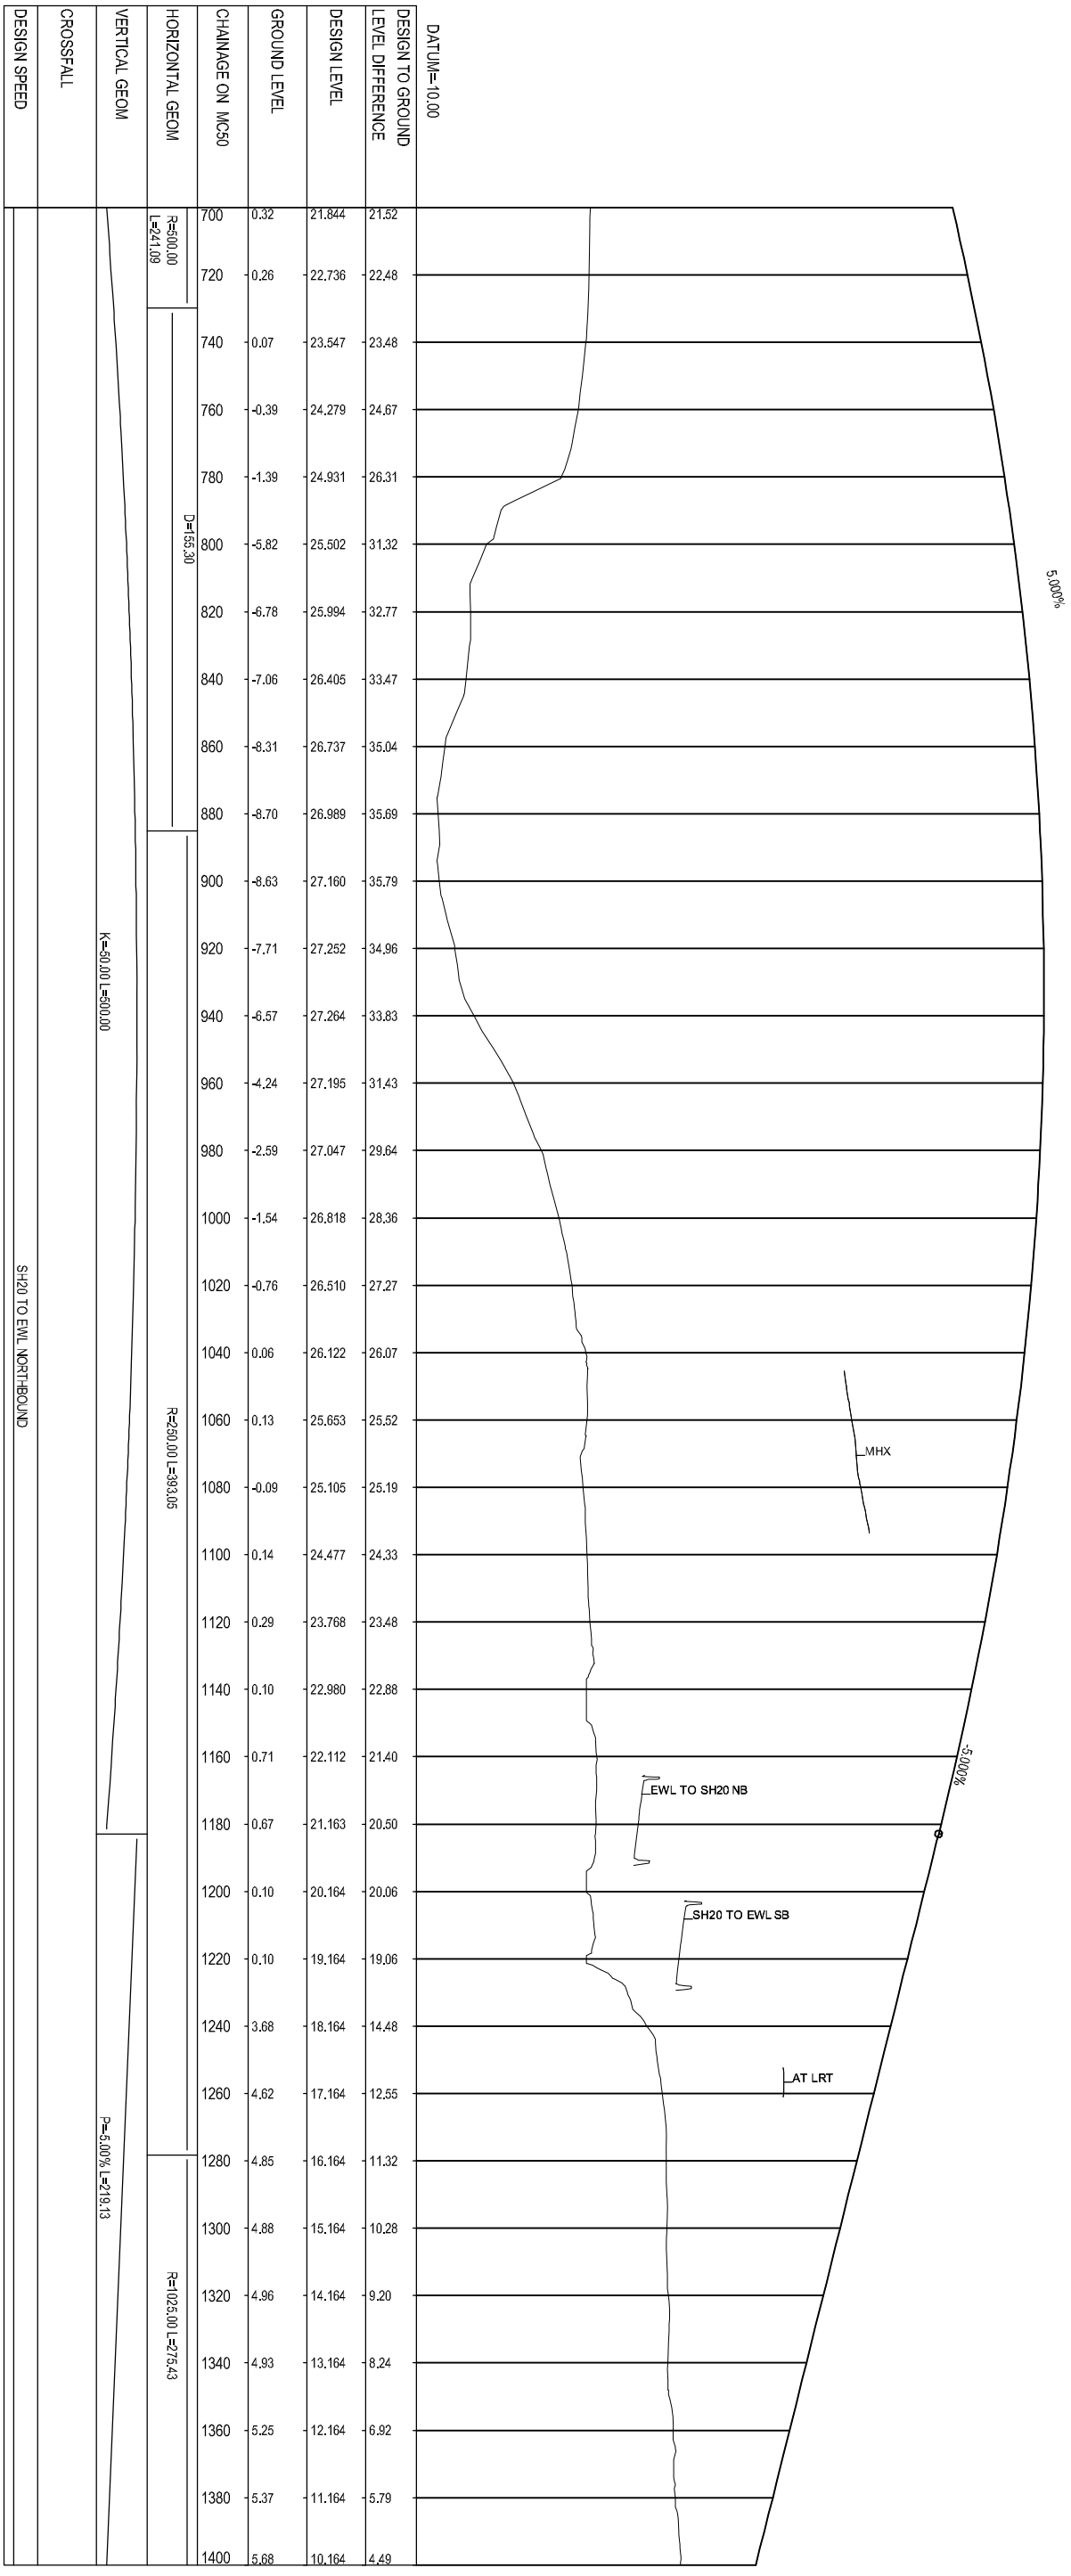 DATUM=-10.00
5.000%
-5.000%
MHX
EWL TO SH20 NB
SH20 TO EWL SB
AT LRT
DESIGN TO GROUND
LEVEL DIFFERENCE
21.52 22.48 23.48 24.67 26.31 31.32 32.77 33.47 35.04 35.69 35.79 34.96 33.83 31.43 29.64 28.36 27.27 26.07 25.52 25.19 24.33 23.48 22.88 21.40 20.50 20.06 19.06 14.48 12.55 11.32 10.28 9.20 8.24 6.92 5.79 4.49
DESIGN LEVEL 21.844 22.736 23.547 24.279 24.931 25.502 25.994 26.405 26.737 26.989 27.160 27.252 27.264 27.195 27.047 26.818 26.510 26.122 25.653 25.105 24.477 23.768 22.980 22.112 21.163 20.164 19.164 18.164 17.164 16.164 15.164 14.164 13.164 12.164 11.164 10.164
GROUND LEVEL 0.32 0.26 0.07 -0.39 -1.39 -5.82 -6.78 -7.06 -8.31 -8.70 -8.63 -7.71 -6.57 -4.24 -2.59 -1.54 -0.76 0.06 0.13 -0.09 0.14 0.29 0.10 0.71 0.67 0.10 0.10 3.68 4.62 4.85 4.88 4.96 4.93 5.25 5.37 5.68
CHAINAGE ON MC50 700 720 740 760 780 800 820 840 860 880 900 920 940 960 980 1000 1020 1040 1060 1080 1100 1120 1140 1160 1180 1200 1220 1240 1260 1280 1300 1320 1340 1360 1380 1400
HORIZONTAL GEOM
R=500.00
L=241.09
D=155.30
R=250.00 L=393.05
R=1025.00 L=275.43
VERTICAL GEOM
K=-50.00 L=500.00
P=-5.00% L=219.13
CROSSFALL
DESIGN SPEED
SH20 TO EWL NORTHBOUND